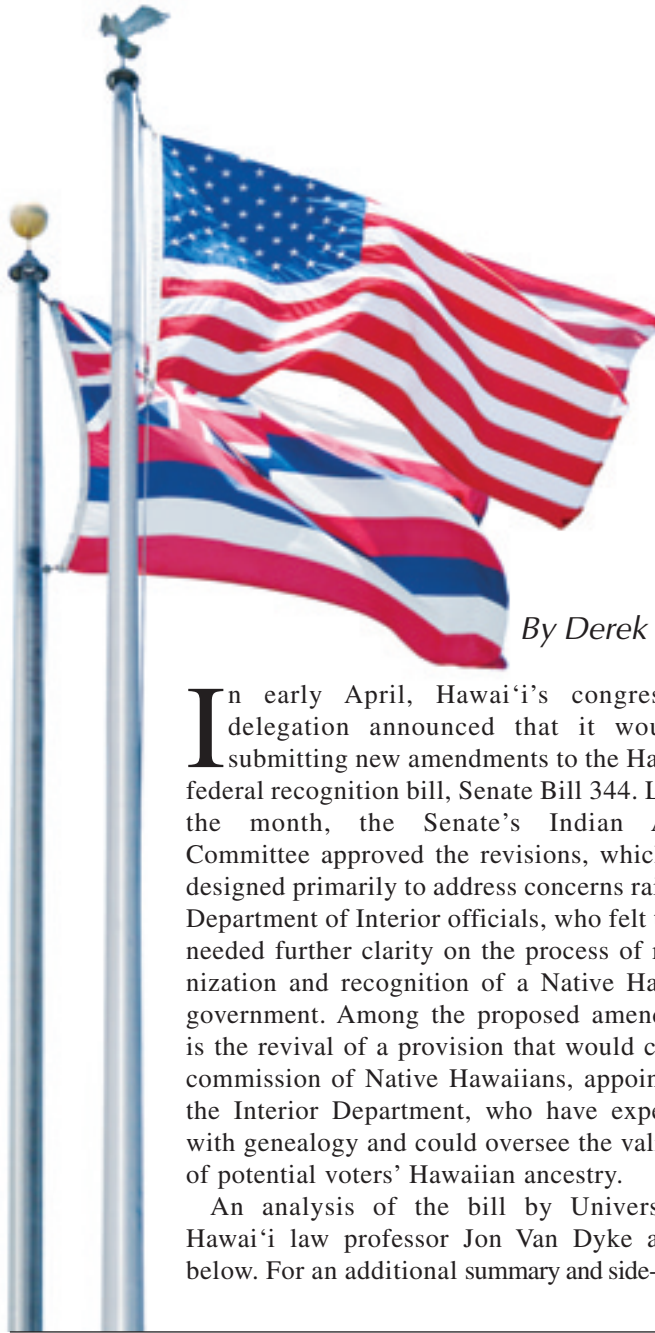 By Derek
In early April, Hawai‘i’s congres
delegation announced that it wou
submitting new amendments to the Ha
federal recognition bill, Senate Bill 344. L
the month, the Senate’s Indian A
Committee approved the revisions, which
designed primarily to address concerns rai
Department of Interior officials, who felt t
needed further clarity on the process of r
nization and recognition of a Native Ha
government. Among the proposed amend
is the revival of a provision that would c
commission of Native Hawaiians, appoin
the Interior Department, who have expe
with genealogy and could oversee the vali
of potential voters’ Hawaiian ancestry.
An analysis of the bill by Univers
Hawai‘i law professor Jon Van Dyke a
below. For an additional summary and side-